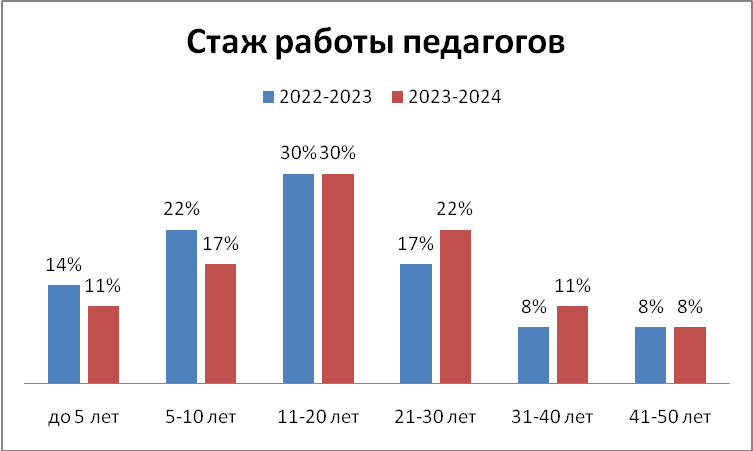 Стаж работы педагогов
2022-2023 2023-2024
30% 30%
22% 22%
17% 17%
14%
11% 11%
8% 8% 8%
до 5 лет 5-10 лет 11-20 лет 21-30 лет 31-40 лет 41-50 лет